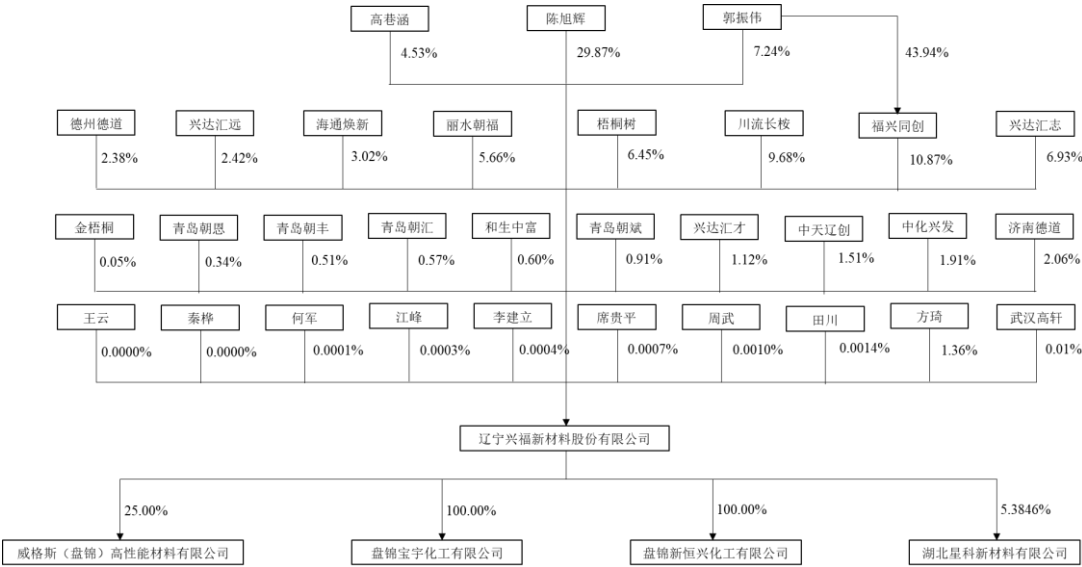 高巷涵 陈旭辉 郭振伟
4.53% 29.87% 7.24% 43.94%
德州德道 兴达汇远 海通焕新 丽水朝福 梧桐树 川流长桉 福兴同创 兴达汇志
2.38% 2.42% 3.02% 5.66% 6.45% 9.68% 10.87% 6.93%
金梧桐 青岛朝恩 青岛朝丰 青岛朝汇 和生中富 青岛朝斌 兴达汇才 中天辽创 中化兴发 济南德道
0.05% 0.34% 0.51% 0.57% 0.60% 0.91% 1.12% 1.51% 1.91% 2.06%
王云 秦桦 何军 江峰 李建立 席贵平 周武 田川 方琦 武汉高轩
0.0000% 0.0000% 0.0001% 0.0003% 0.0004% 0.0007% 0.0010% 0.0014% 1.36% 0.01%
辽宁兴福新材料股份有限公司
25.00% 100.00% 100.00% 5.3846%
威格斯（盘锦）高性能材料有限公司 盘锦宝宇化工有限公司 盘锦新恒兴化工有限公司 湖北星科新材料有限公司